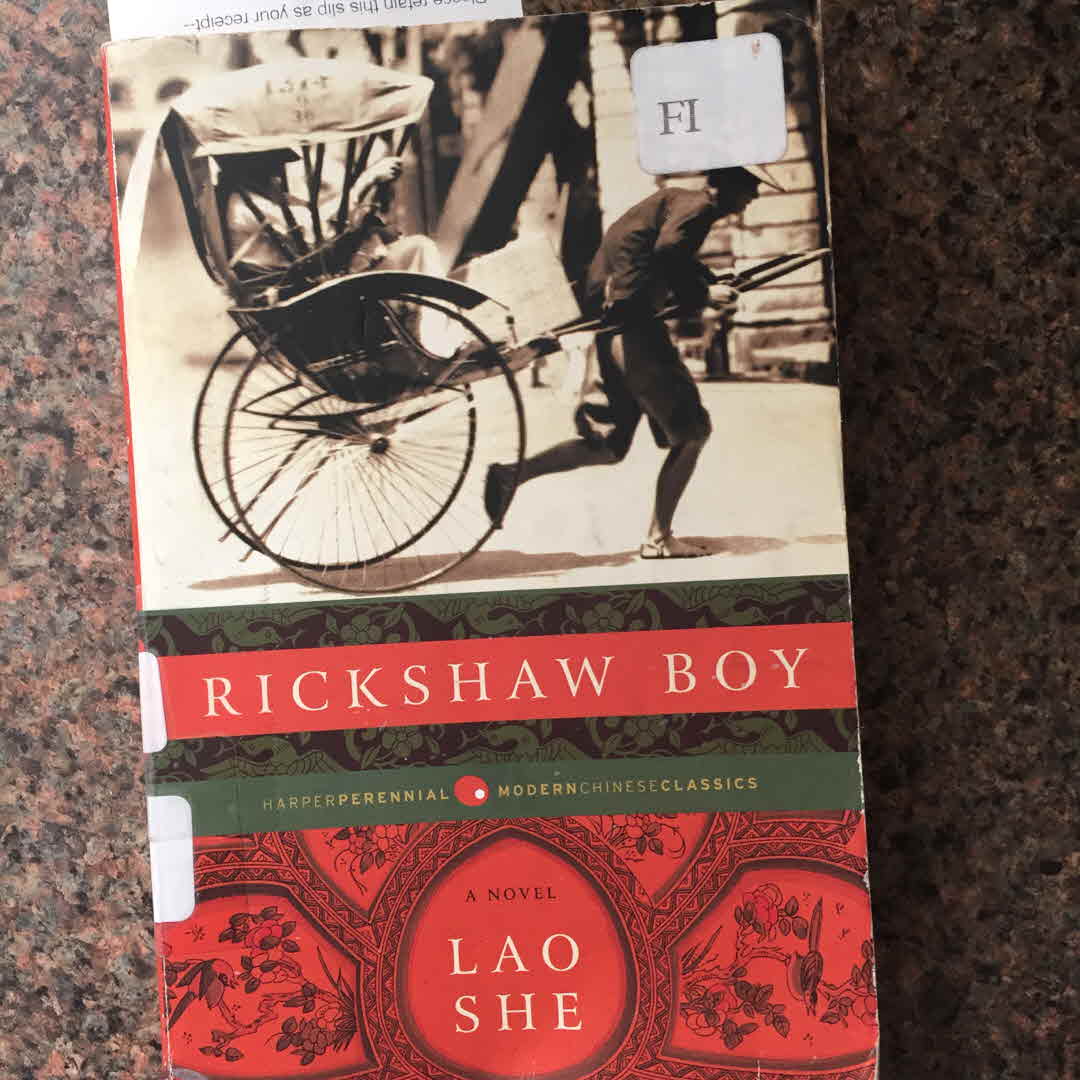 Please retain this slip as your receipt--
FI
RICKSHAW BOY
HARPERPERENNIAL MODERNCHINESECLASSICS
A NOVEL
LAO
SHE